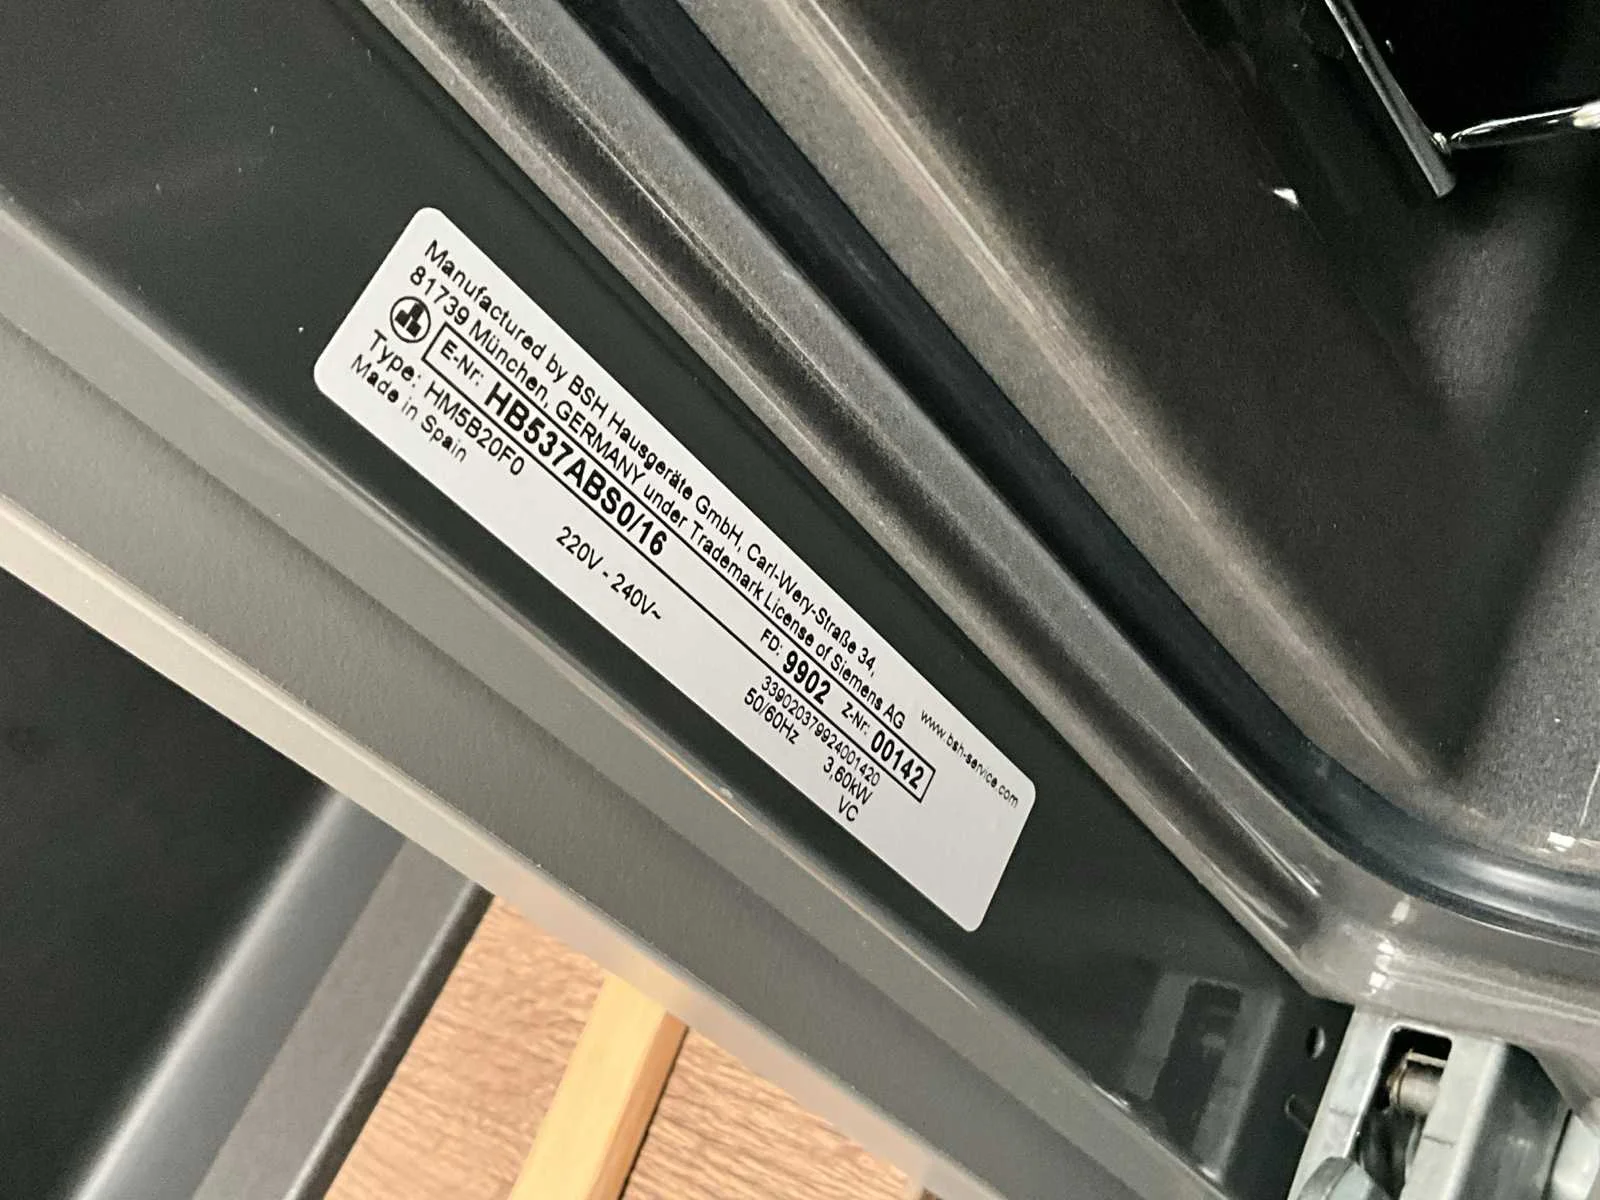 Manufactured by BSH Hausgeräte GmbH, Carl-Wery-Straße 34,
81739 München, GERMANY under Trademark License of Siemens AG
www.bsh-service.com
E-Nr: HB537ABS0/16 FD: 9902 Z-Nr: 00142
Type: HM5B20F0 339020379924001420
Made in Spain 220V - 240V~ 50/60Hz 3,60kW
VC